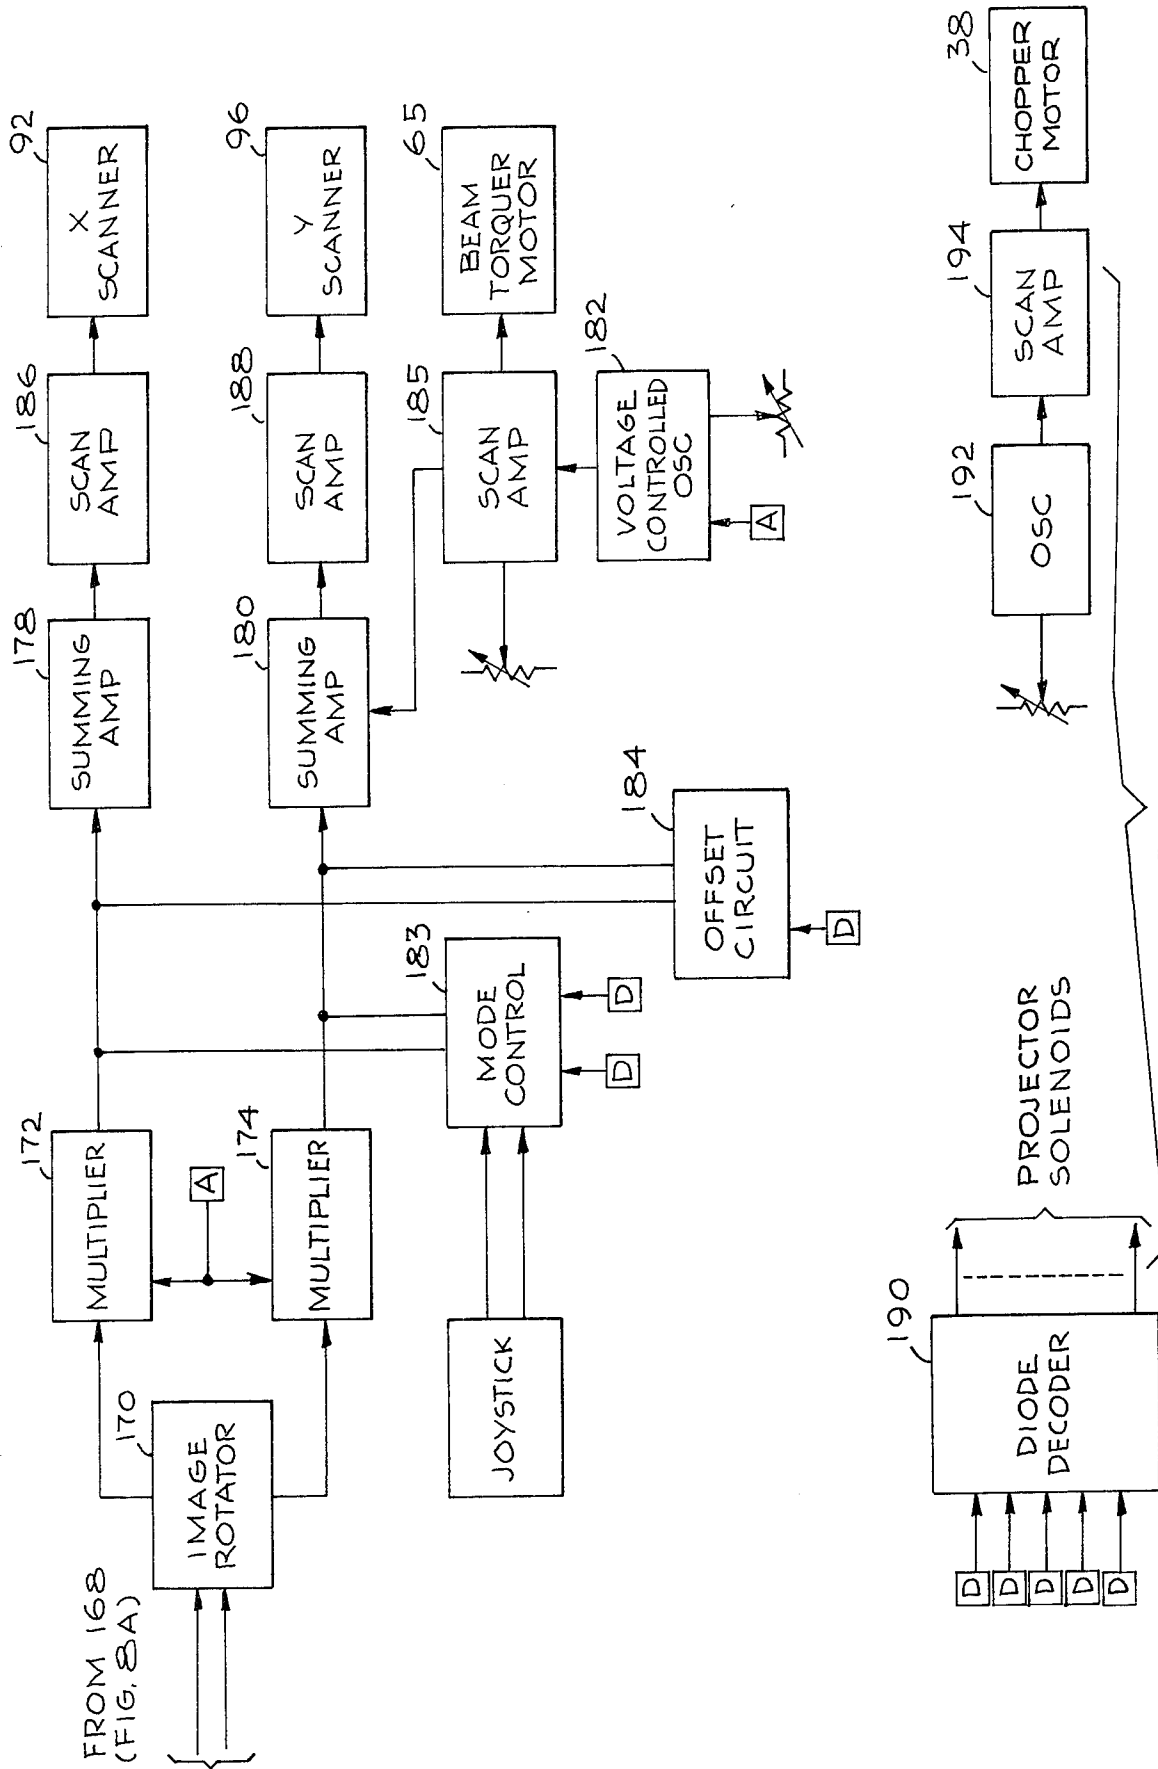 FROM 168
(FIG. 8A)
170
IMAGE
ROTATOR
172
MULTIPLIER
A
174
MULTIPLIER
178
SUMMING
AMP
186
SCAN
AMP
92
X
SCANNER
180
SUMMING
AMP
188
SCAN
AMP
96
Y
SCANNER
JOYSTICK
183
MODE
CONTROL
D
D
184
OFFSET
CIRCUIT
D
185
SCAN
AMP
65
BEAM
TORQUER
MOTOR
182
VOLTAGE
CONTROLLED
OSC
A
D
D
D
D
D
190
DIODE
DECODER
PROJECTOR
SOLENOIDS
192
OSC
194
SCAN
AMP
38
CHOPPER
MOTOR